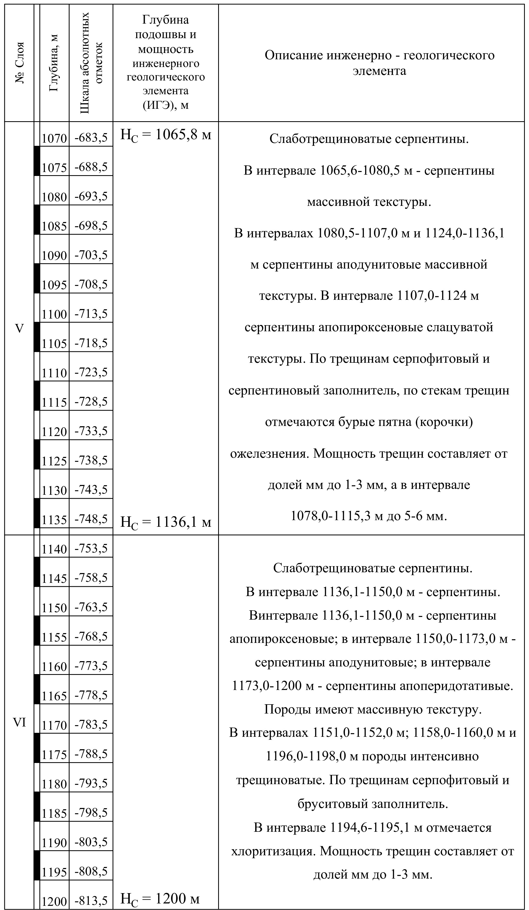 № Слоя
Глубина, м
Шкала абсолютных
отметок
Глубина
подошвы и
мощность
инженерного
геологического
элемента
(ИГЭ), м
Описание инженерно - геологического
элемента
V
1070 -683,5
1075 -688,5
1080 -693,5
1085 -698,5
1090 -703,5
1095 -708,5
1100 -713,5
1105 -718,5
1110 -723,5
1115 -728,5
1120 -733,5
1125 -738,5
1130 -743,5
1135 -748,5
HС = 1065,8 м
HС = 1136,1 м
Слаботрещиноватые серпентины.
В интервале 1065,6-1080,5 м - серпентины
массивной текстуры.
В интервалах 1080,5-1107,0 м и 1124,0-1136,1
м серпентины аподунитовые массивной
текстуры. В интервале 1107,0-1124 м
серпентины апопироксеновые слацуватой
текстуры. По трещинам серпофитовый и
серпентиновый заполнитель, по стекам трещин
отмечаются бурые пятна (корочки)
ожелезнения. Мощность трещин составляет от
долей мм до 1-3 мм, а в интервале
1078,0-1115,3 м до 5-6 мм.
VI
1140 -753,5
1145 -758,5
1150 -763,5
1155 -768,5
1160 -773,5
1165 -778,5
1170 -783,5
1175 -788,5
1180 -793,5
1185 -798,5
1190 -803,5
1195 -808,5
1200 -813,5
HС = 1200 м
Слаботрещиноватые серпентины.
В интервале 1136,1-1150,0 м - серпентины.
Винтервале 1136,1-1150,0 м - серпентины
апопироксеновые; в интервале 1150,0-1173,0 м -
серпентины аподунитовые; в интервале
1173,0-1200 м - серпентины апоперидотативые.
Породы имеют массивную текстуру.
В интервалах 1151,0-1152,0 м; 1158,0-1160,0 м и
1196,0-1198,0 м породы интенсивно
трещиноватые. По трещинам серпофитовый и
бруситовый заполнитель.
В интервале 1194,6-1195,1 м отмечается
хлоритизация. Мощность трещин составляет от
долей мм до 1-3 мм.